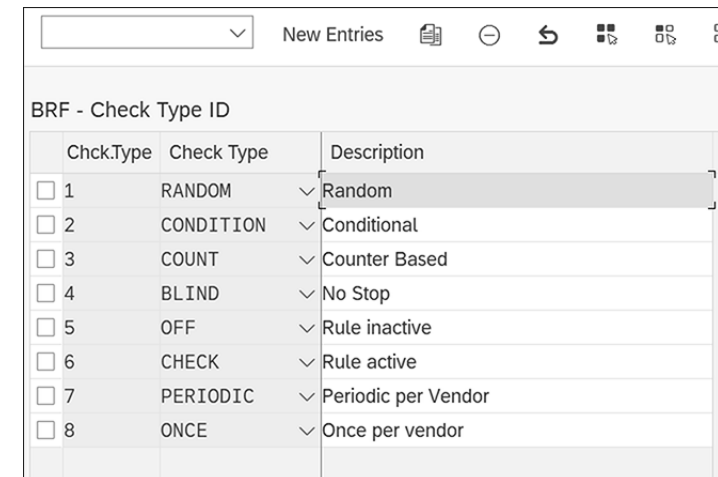 New Entries
BRF - Check Type ID
Chck.Type Check Type Description
1 RANDOM Random
2 CONDITION Conditional
3 COUNT Counter Based
4 BLIND No Stop
5 OFF Rule inactive
6 CHECK Rule active
7 PERIODIC Periodic per Vendor
8 ONCE Once per vendor